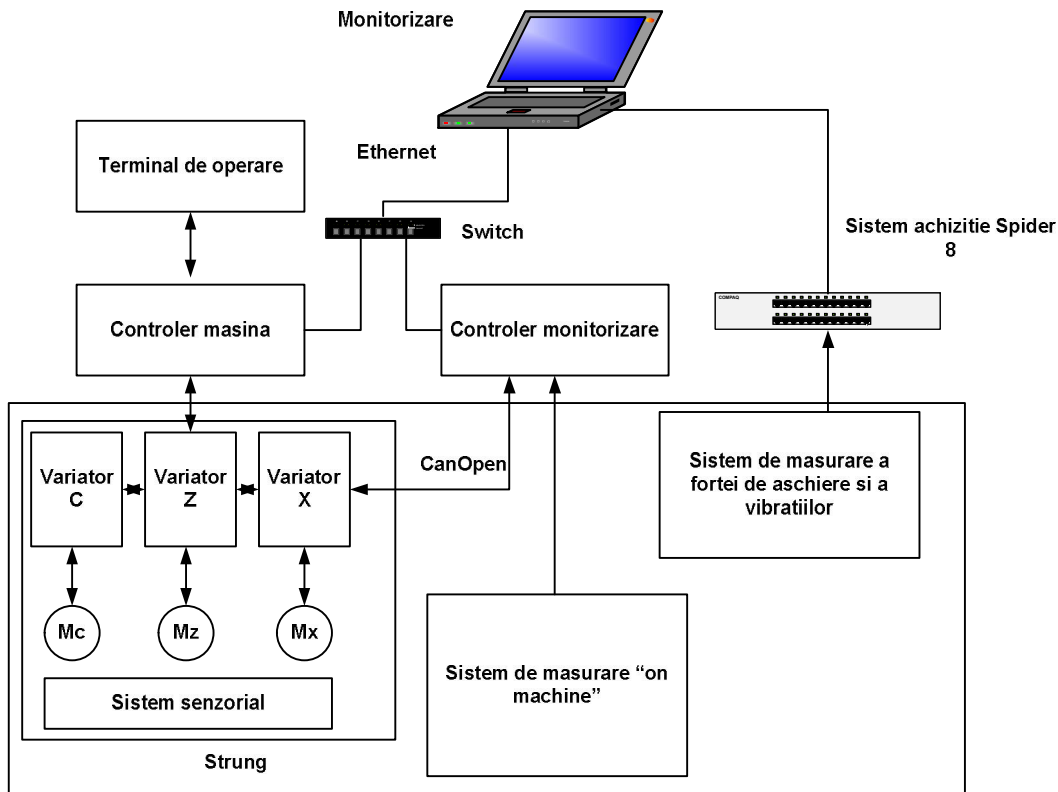 Monitorizare
Ethernet
Terminal de operare
Switch
Sistem achizitie Spider
8
COMPAQ
Controler masina
Controler monitorizare
Variator
C
Variator
Z
Variator
X
CanOpen
Sistem de masurare a
fortei de aschiere si a
vibratiilor
Mc
Mz
Mx
Sistem de masurare “on
machine”
Sistem senzorial
Strung